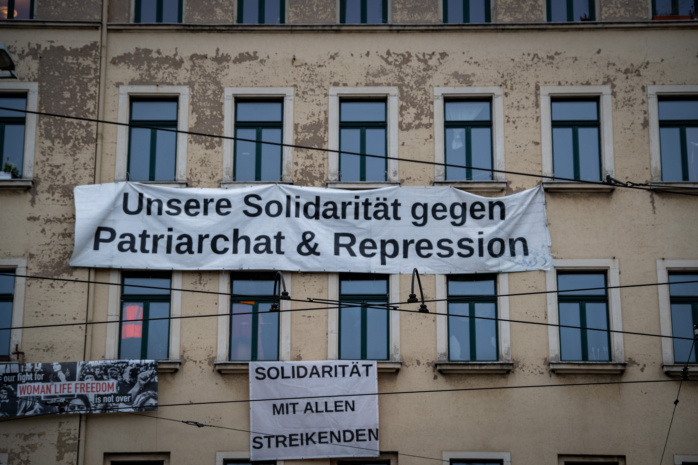 Unsere Solidarität gegen
Patriarchat & Repression
our fight for
WOMAN LIFE FREEDOM
is not over
SOLIDARITÄT
MIT ALLEN
STREIKENDEN